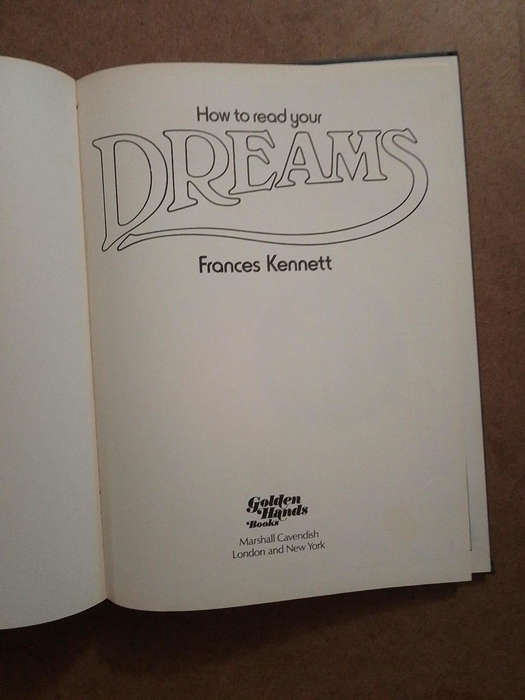 How to read your
DREAMS
Frances Kennett
Golden
Hands
Books
Marshall Cavendish
London and New York